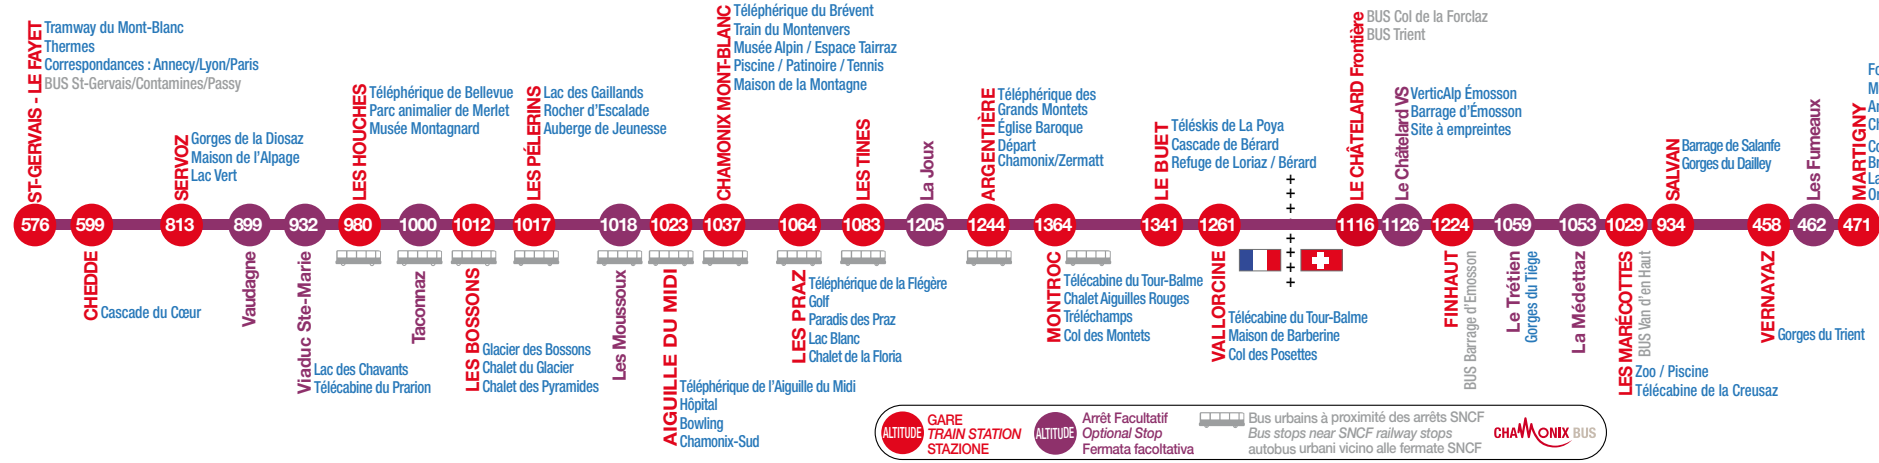 ST-GERVAIS - LE FAYET
Tramway du Mont-Blanc
Thermes
Correspondances : Annecy/Lyon/Paris
BUS St-Gervais/Contamines/Passy
576
599
CHEDDE
Cascade du Cœur
SERVOZ
Gorges de la Diosaz
Maison de l'Alpage
Lac Vert
813
899
Vaudagne
932
Viaduc Ste-Marie
Lac des Chavants
Télécabine du Prarion
LES HOUCHES
Téléphérique de Bellevue
Parc animalier de Merlet
Musée Montagnard
980
1000
Taconnaz
1012
LES BOSSONS
Glacier des Bossons
Chalet du Glacier
Chalet des Pyramides
LES PÉLERINS
Lac des Gaillands
Rocher d'Escalade
Auberge de Jeunesse
1017
1018
Les Moussoux
1023
AIGUILLE DU MIDI
Téléphérique de l'Aiguille du Midi
Hôpital
Bowling
Chamonix-Sud
CHAMONIX MONT-BLANC
Téléphérique du Brévent
Train du Montenvers
Musée Alpin / Espace Tairraz
Piscine / Patinoire / Tennis
Maison de la Montagne
1037
1064
LES PRAZ
Téléphérique de la Flégère
Golf
Paradis des Praz
Lac Blanc
Chalet de la Floria
LES TINES
1083
La Joux
1205
ARGENTIÈRE
Téléphérique des
Grands Montets
Église Baroque
Départ
Chamonix/Zermatt
1244
1364
MONTROC
Télécabine du Tour-Balme
Chalet Aiguilles Rouges
Tréléchamps
Col des Montets
LE BUET
Téléskis de La Poya
Cascade de Bérard
Refuge de Loriaz / Bérard
1341
1261
VALLORCINE
Télécabine du Tour-Balme
Maison de Barberine
Col des Posettes
LE CHÂTELARD Frontière
BUS Col de la Forclaz
BUS Trient
1116
Le Châtelard VS
VerticAlp Émosson
Barrage d'Émosson
Site à empreintes
1126
1224
FINHAUT
BUS Barrage d'Emosson
1059
Le Trétien
Gorges du Tiège
1053
La Médettaz
1029
LES MARÉCOTTES
BUS Van d'en Haut
Zoo / Piscine
Télécabine de la Creusaz
SALVAN
Barrage de Salanfe
Gorges du Dailley
934
458
VERNAYAZ
Gorges du Trient
Les Fumeaux
462
MARTIGNY
471
ALTITUDE
GARE
TRAIN STATION
STAZIONE
ALTITUDE
Arrêt Facultatif
Optional Stop
Fermata facoltativa
Bus urbains à proximité des arrêts SNCF
Bus stops near SNCF railway stops
autobus urbani vicino alle fermate SNCF
CHAMONIX BUS